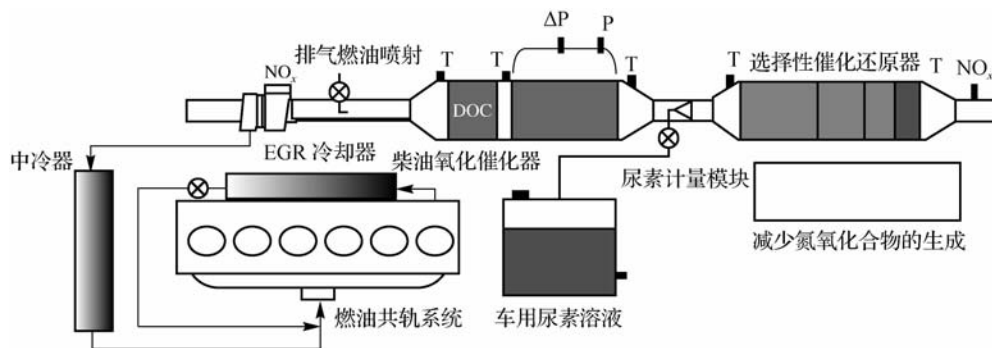 ΔP
P
排气燃油喷射
T
T
T
T
选择性催化还原器
T
NOx
NOx
DOC
中冷器
EGR 冷却器
柴油氧化催化器
尿素计量模块
减少氮氧化合物的生成
燃油共轨系统
车用尿素溶液